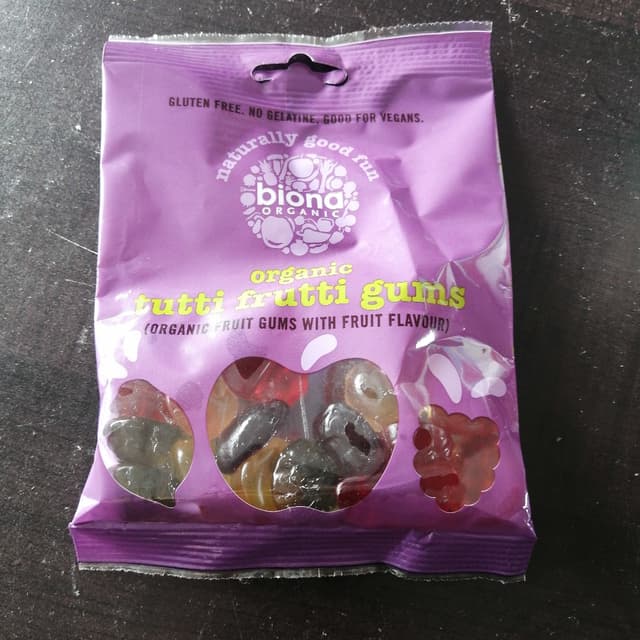 GLUTEN FREE. NO GELATINE, GOOD FOR VEGANS.
naturally good fun
biona
ORGANIC
organic
tutti frutti gums
(ORGANIC FRUIT GUMS WITH FRUIT FLAVOUR)